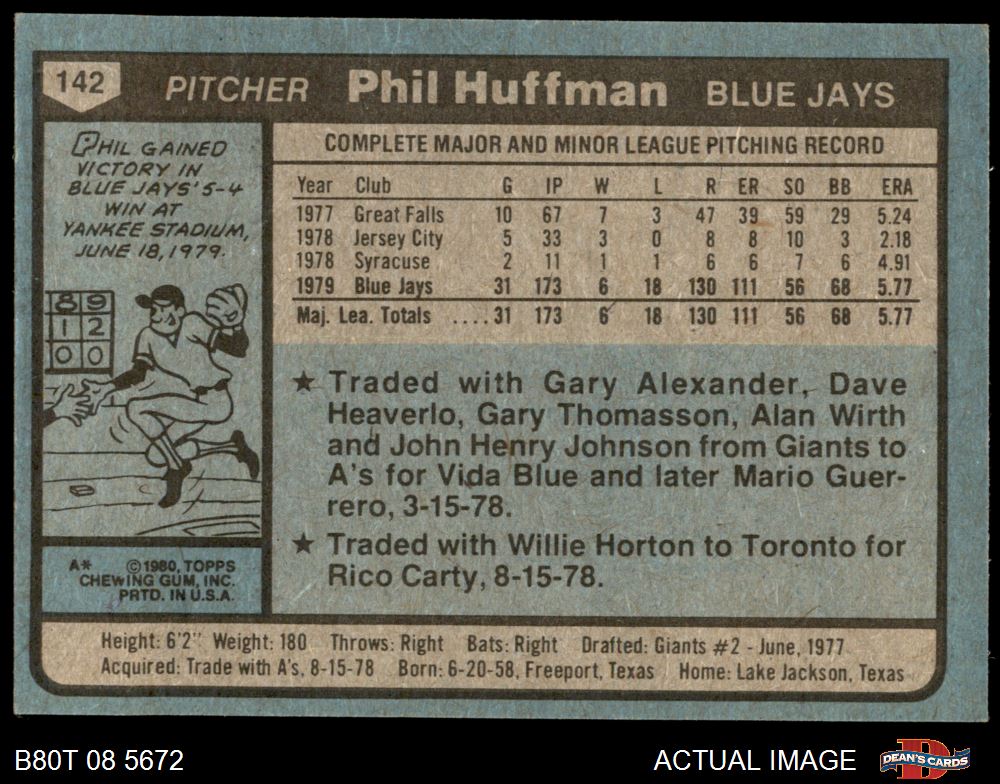 142 PITCHER Phil Huffman BLUE JAYS
PHIL GAINED
VICTORY IN
BLUE JAYS' 5-4
WIN AT
YANKEE STADIUM,
JUNE 18, 1979.
8 9
1 2
0 0
COMPLETE MAJOR AND MINOR LEAGUE PITCHING RECORD
Year Club G IP W L R ER SO BB ERA
1977 Great Falls 10 67 7 3 47 39 59 29 5.24
1978 Jersey City 5 33 3 0 8 8 10 3 2.18
1978 Syracuse 2 11 1 1 6 6 7 6 4.91
1979 Blue Jays 31 173 6 18 130 111 56 68 5.77
Maj. Lea. Totals ....31 173 6 18 130 111 56 68 5.77
★ Traded with Gary Alexander, Dave
Heaverlo, Gary Thomasson, Alan Wirth
and John Henry Johnson from Giants to
A's for Vida Blue and later Mario Guer-
rero, 3-15-78.
★ Traded with Willie Horton to Toronto for
Rico Carty, 8-15-78.
A* ©1980, TOPPS
CHEWING GUM, INC.
PRTD. IN U.S.A.
Height: 6'2" Weight: 180 Throws: Right Bats: Right Drafted: Giants #2 - June, 1977
Acquired: Trade with A's, 8-15-78 Born: 6-20-58, Freeport, Texas Home: Lake Jackson, Texas
B80T 08 5672 ACTUAL IMAGE D DEAN'S CARDS